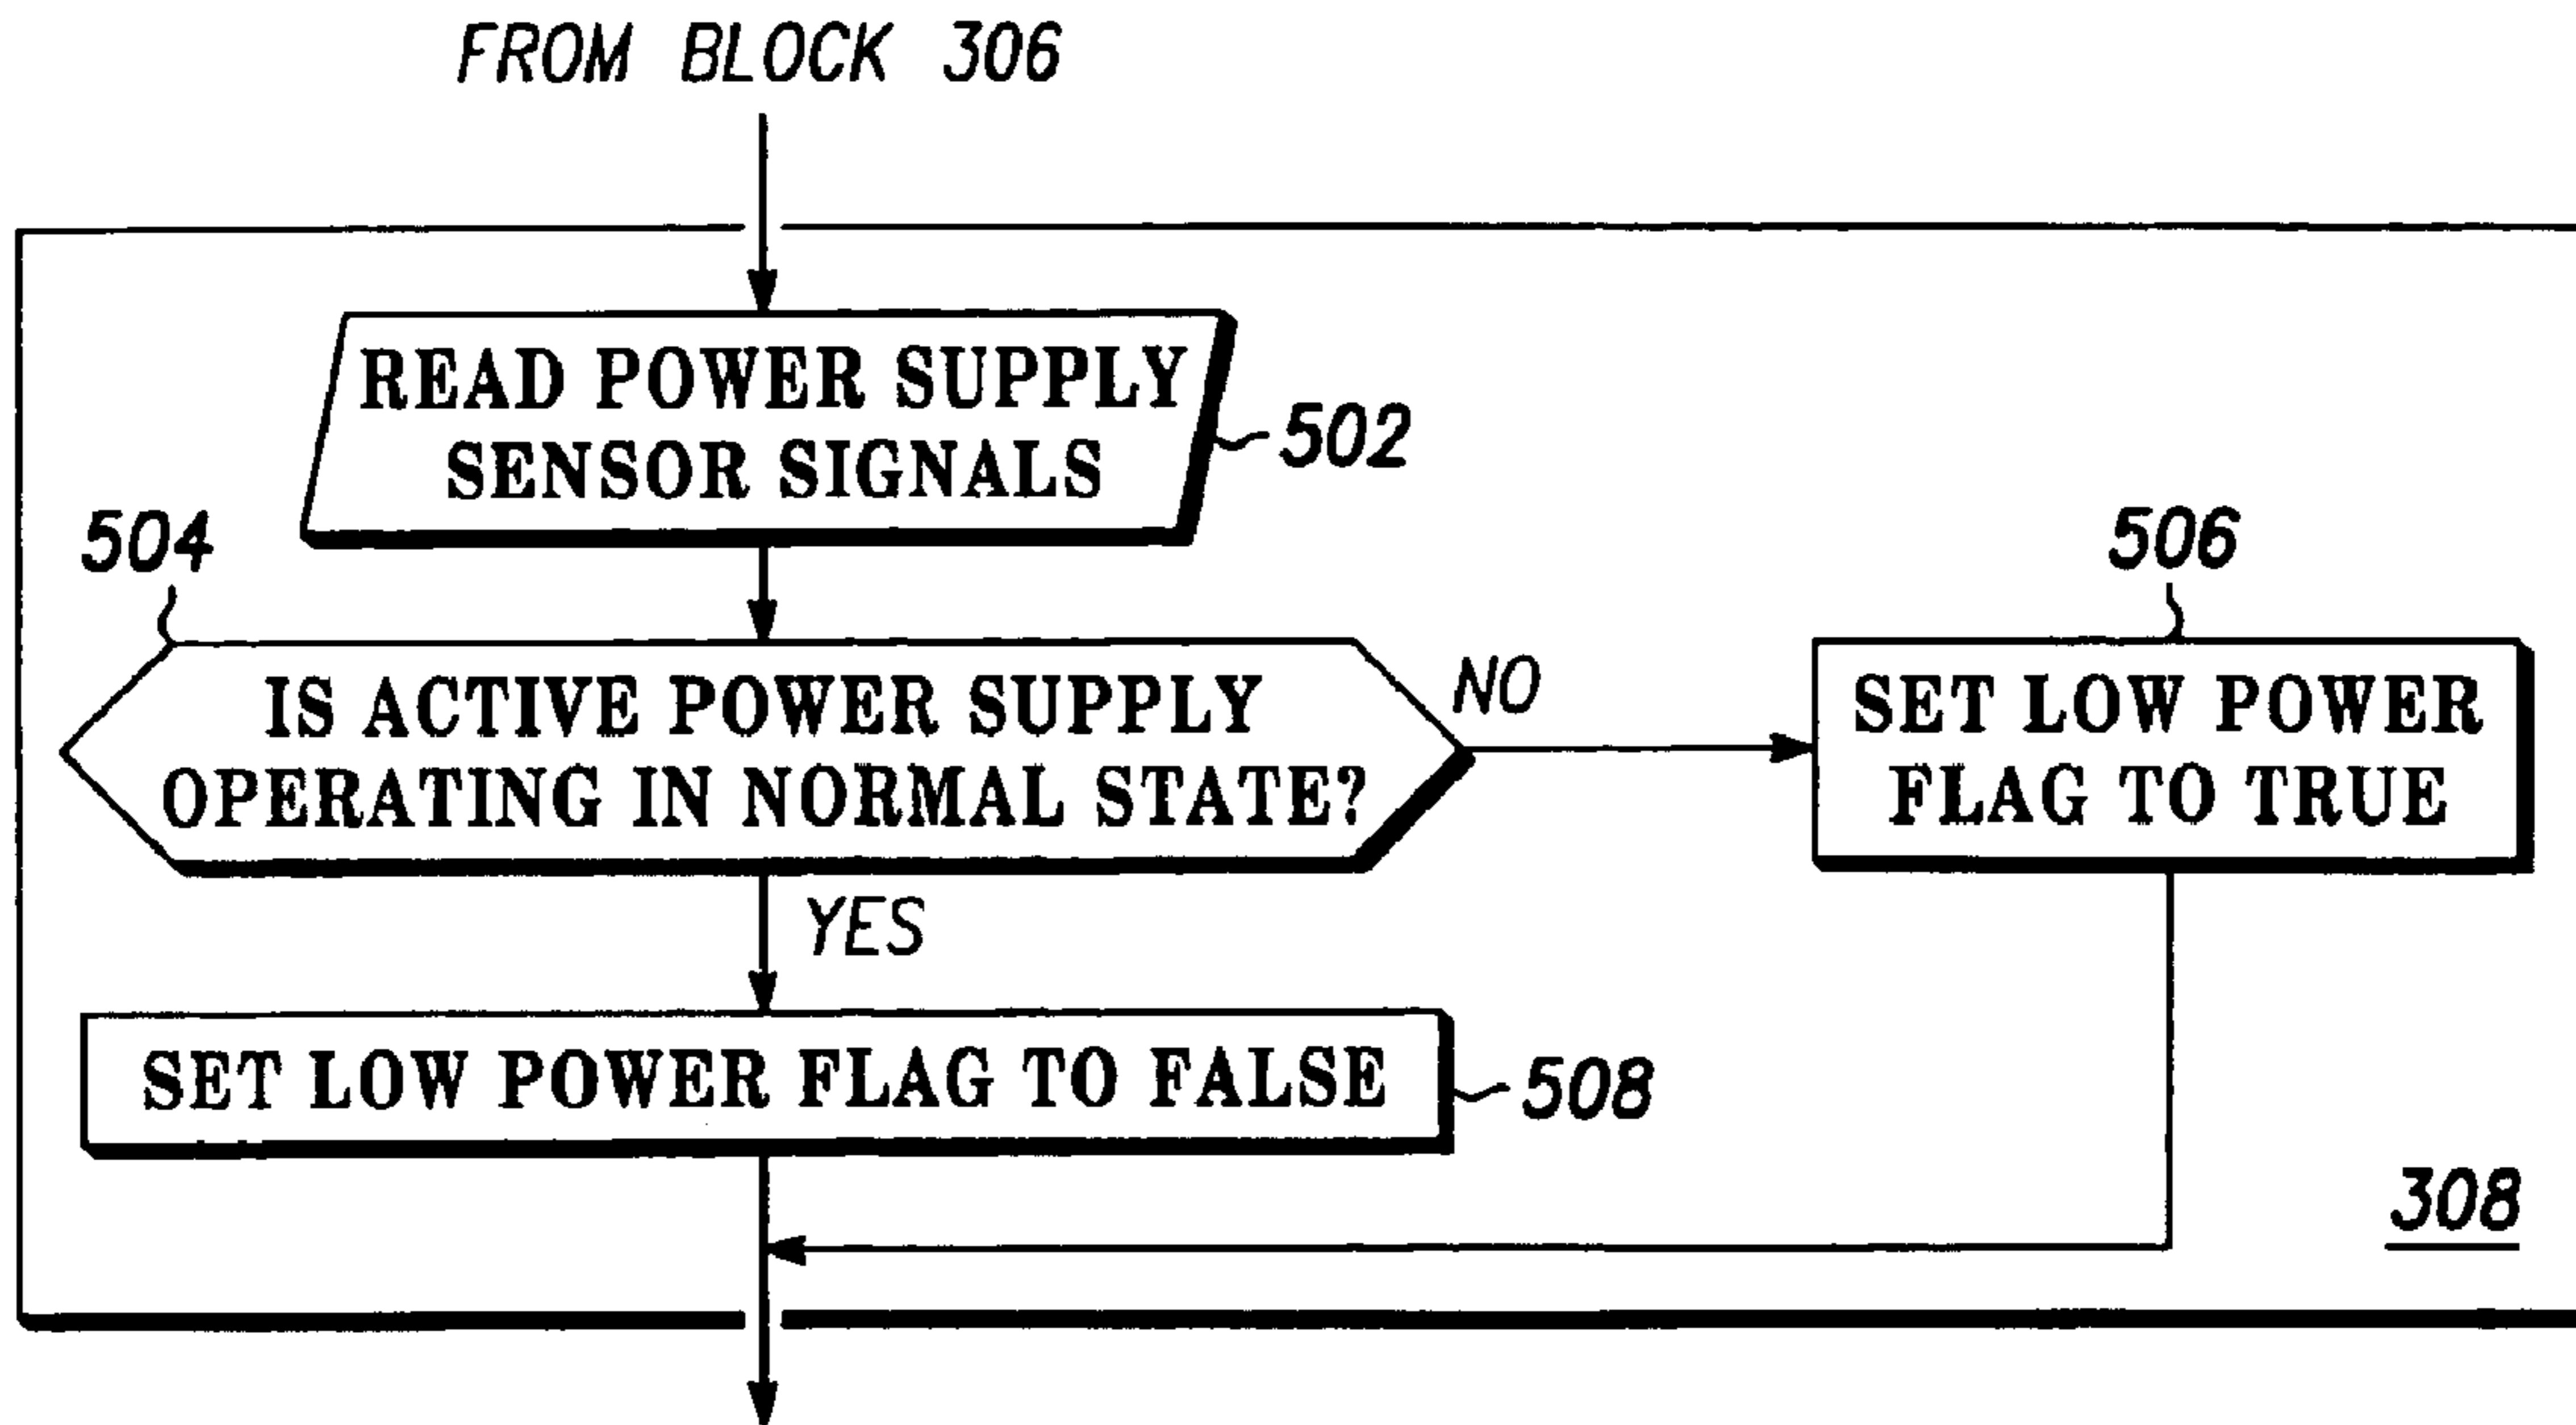 FROM BLOCK 306
READ POWER SUPPLY
SENSOR SIGNALS
502
504
506
IS ACTIVE POWER SUPPLY
OPERATING IN NORMAL STATE?
NO
SET LOW POWER
FLAG TO TRUE
YES
SET LOW POWER FLAG TO FALSE
508
308